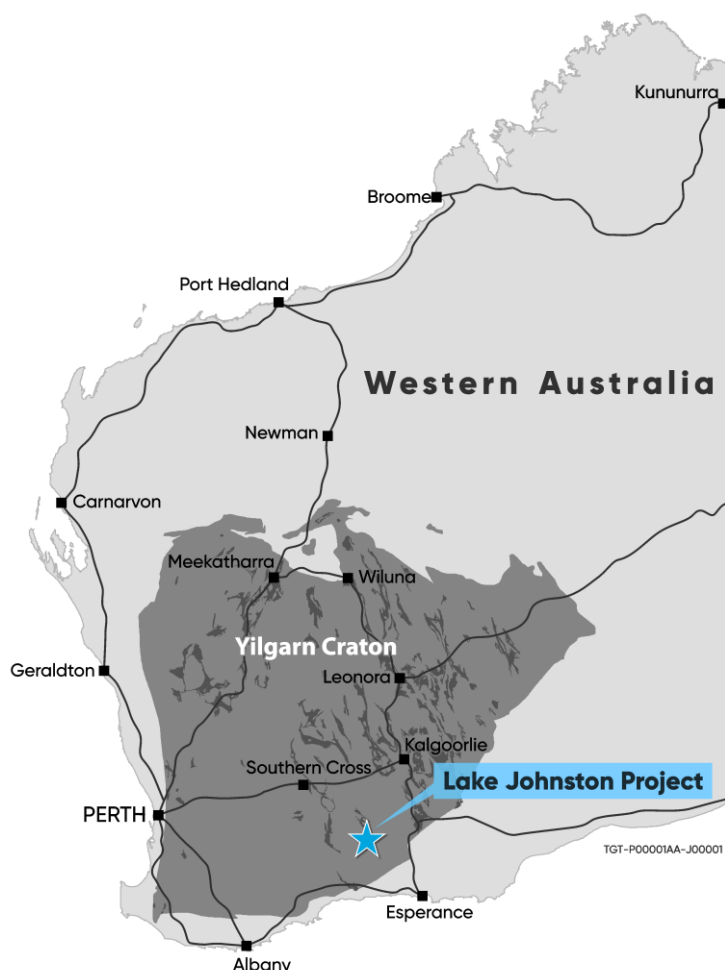 Kununurra
Broome
Port Hedland
Western Australia
Newman
Carnarvon
Meekatharra
Wiluna
Yilgarn Craton
Geraldton
Leonora
Kalgoorlie
Southern Cross
Lake Johnston Project
PERTH
TGT-P00001AA-J00001
Esperance
Albany